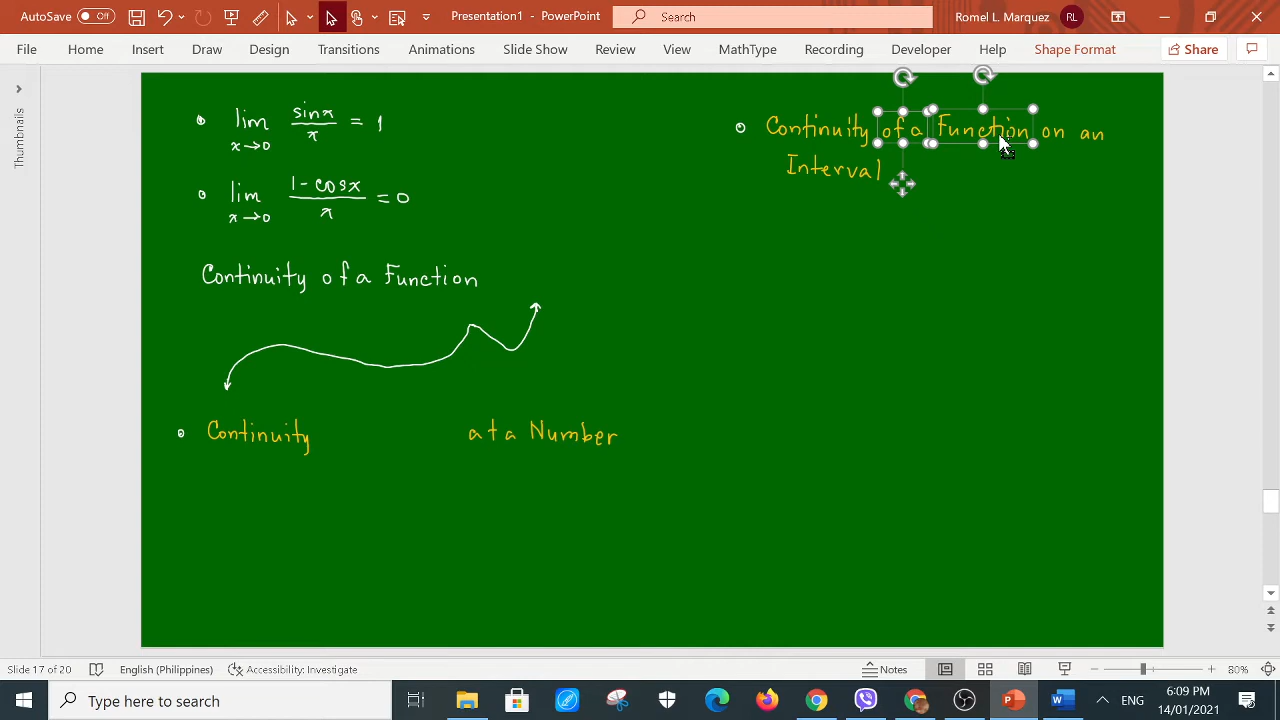 AutoSave Off
Presentation1 - PowerPoint
Search
Romel L. Marquez RL
File Home Insert Draw Design Transitions Animations Slide Show Review View MathType Recording Developer Help Shape Format Share
Thumbnails
lim x→0 sinx/x = 1
lim x→0 1-cosx/x = 0
Continuity of a Function
Continuity at a Number
Continuity of a Function on an
Interval
Slide 17 of 20 English (Philippines) Accessibility: Investigate Notes 80%
Type here to search
ENG
6:09 PM
14/01/2021